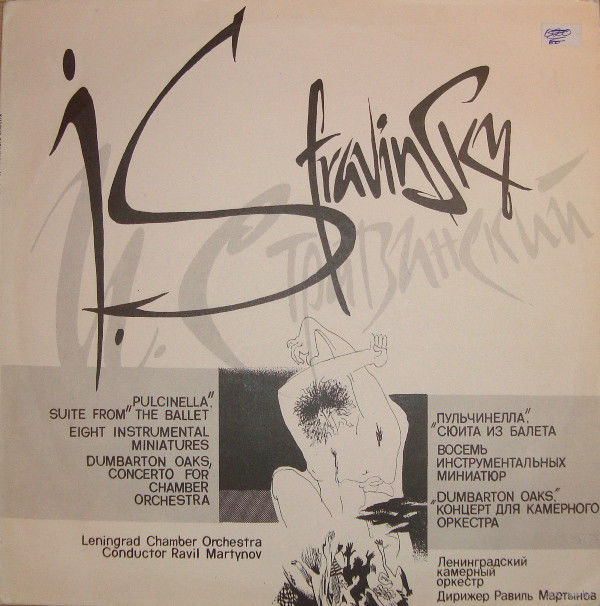 i. Stravinsky
И. Стравинский
„PULCINELLA”.
SUITE FROM THE BALLET
EIGHT INSTRUMENTAL
MINIATURES
DUMBARTON OAKS,
CONCERTO FOR
CHAMBER
ORCHESTRA
Leningrad Chamber Orchestra
Conductor Ravil Martynov
„ПУЛЬЧИНЕЛЛА”,
СЮИТА ИЗ БАЛЕТА
ВОСЕМЬ
ИНСТРУМЕНТАЛЬНЫХ
МИНИАТЮР
„DUMBARTON OAKS.”
КОНЦЕРТ ДЛЯ КАМЕРНОГО
ОРКЕСТРА
Ленинградский
камерный
оркестр
Дирижер Равиль Мартынов